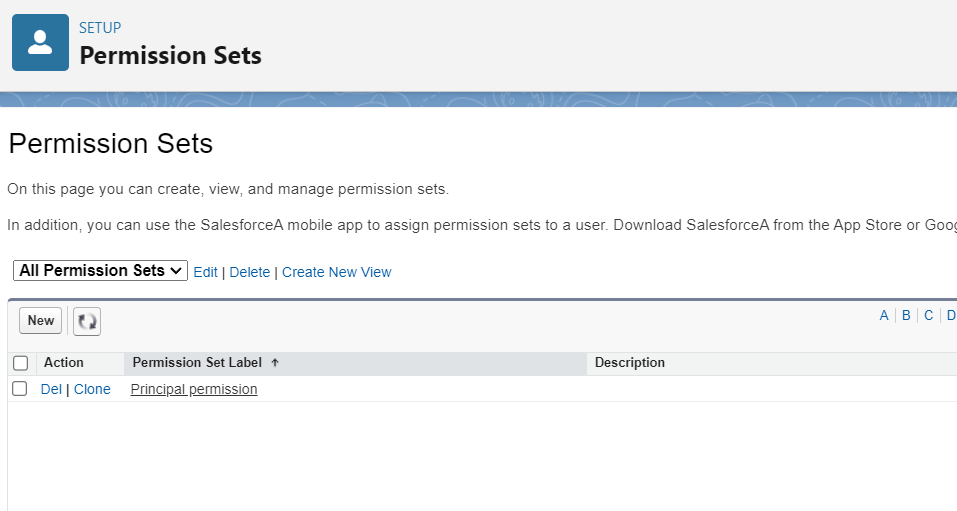 SETUP
Permission Sets
Permission Sets
On this page you can create, view, and manage permission sets.
In addition, you can use the SalesforceA mobile app to assign permission sets to a user. Download SalesforceA from the App Store or
All Permission Sets Edit | Delete | Create New View
New A B C D
Action Permission Set Label ↑ Description
Del | Clone Principal permission